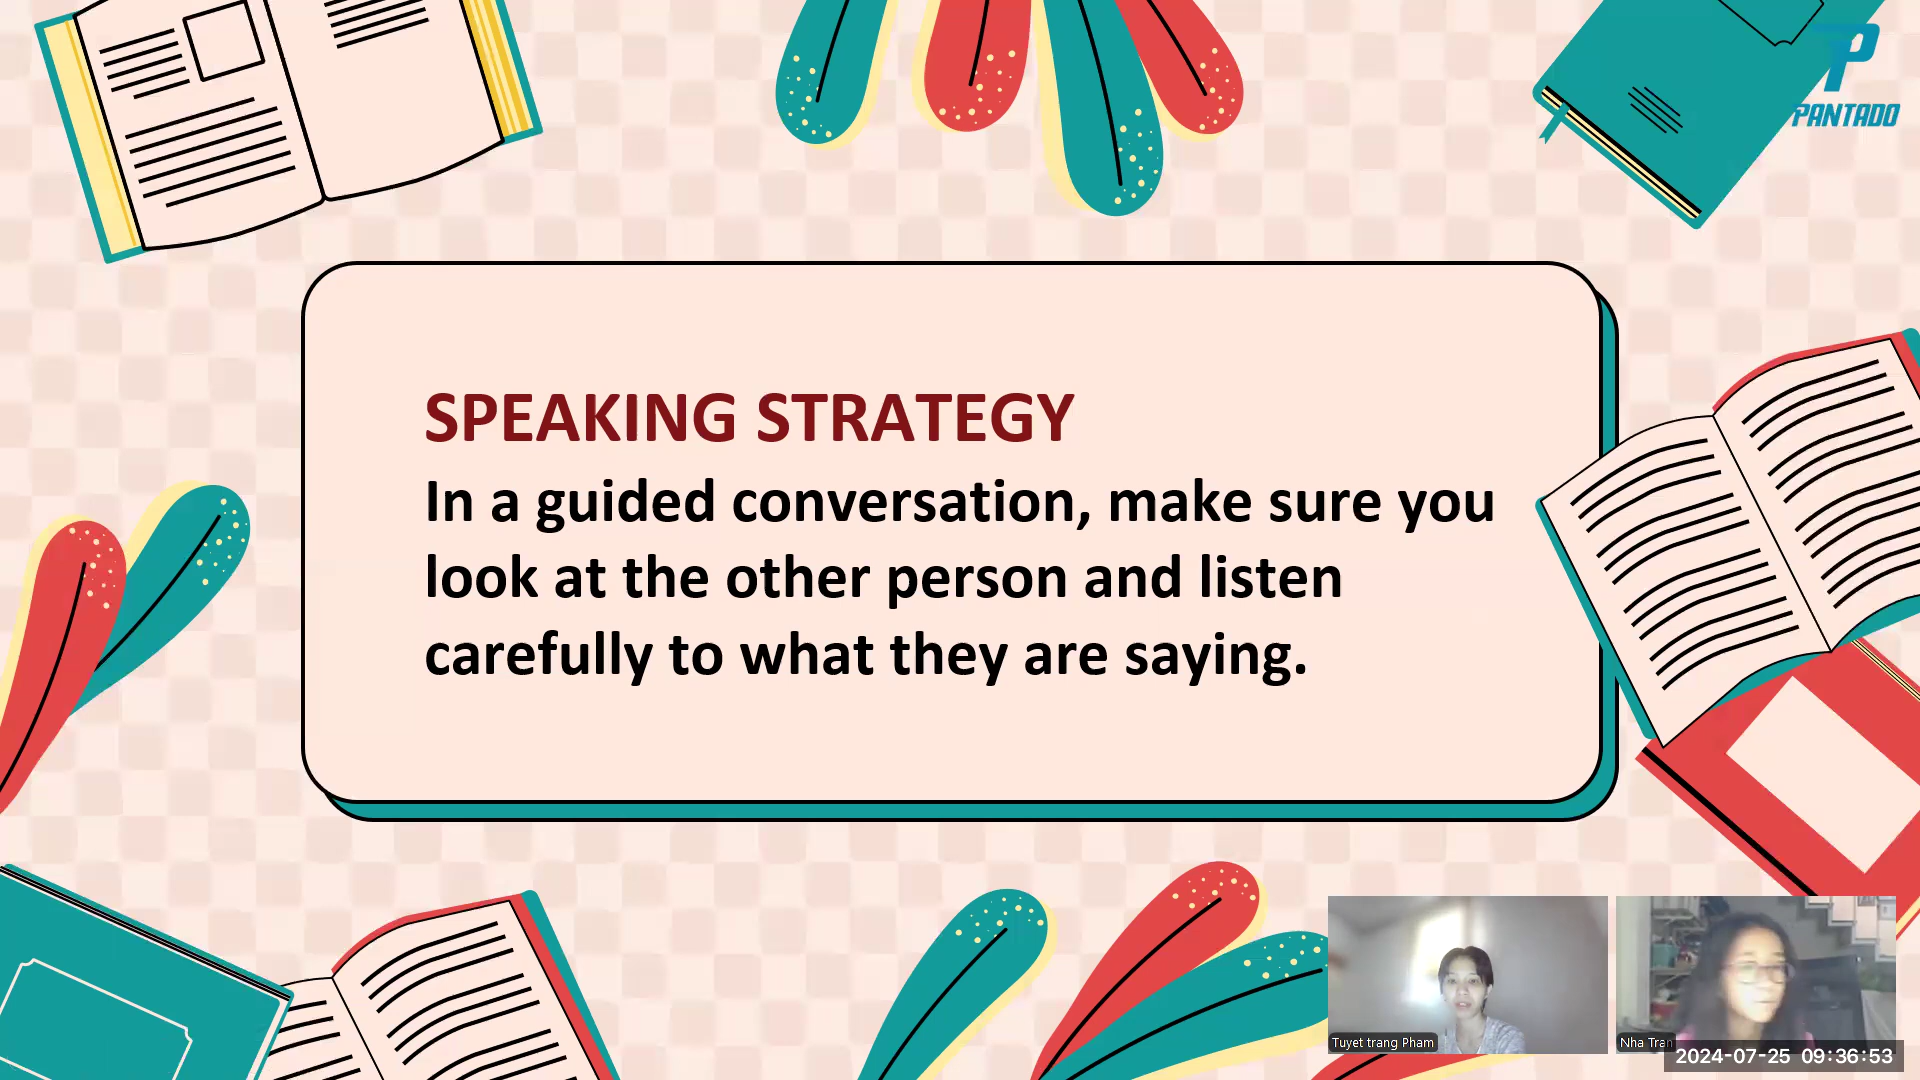 PANTADO
SPEAKING STRATEGY
In a guided conversation, make sure you
look at the other person and listen
carefully to what they are saying.
Tuyet trang Pham
Nha Tran
2024-07-25 09:36:53